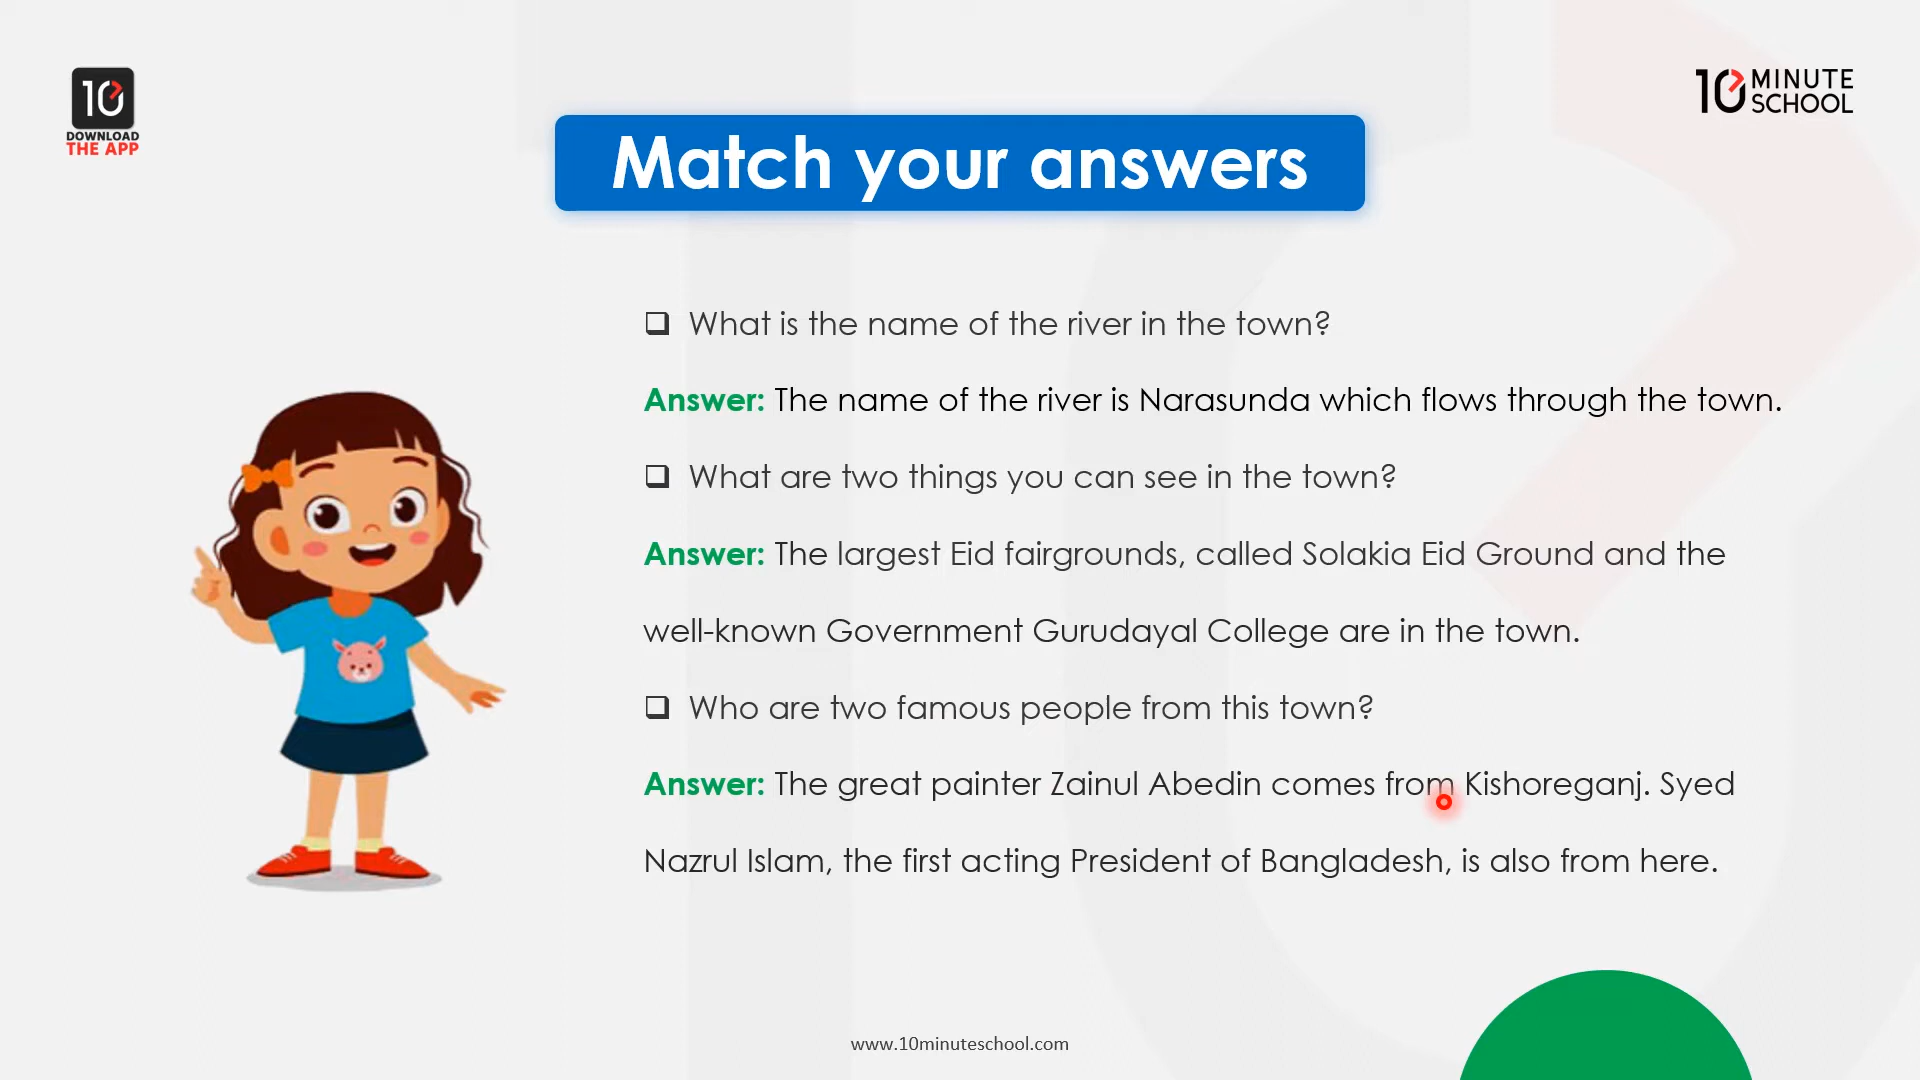 10
DOWNLOAD
THE APP
10 MINUTE
SCHOOL
Match your answers
❑ What is the name of the river in the town?
Answer: The name of the river is Narasunda which flows through the town.
❑ What are two things you can see in the town?
Answer: The largest Eid fairgrounds, called Solakia Eid Ground and the
well-known Government Gurudayal College are in the town.
❑ Who are two famous people from this town?
Answer: The great painter Zainul Abedin comes from Kishoreganj. Syed
Nazrul Islam, the first acting President of Bangladesh, is also from here.
www.10minuteschool.com